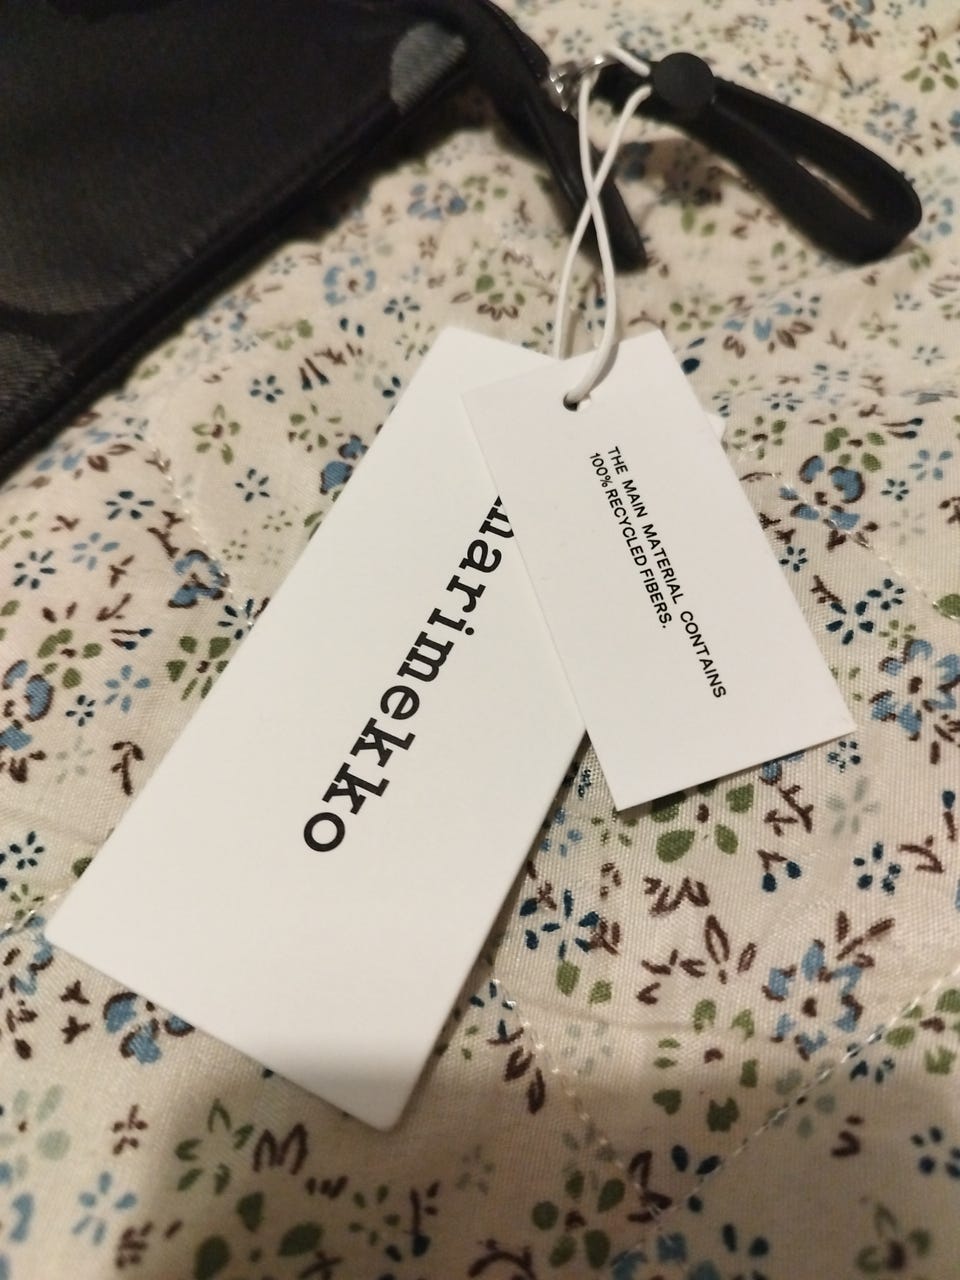 marimekko
THE MAIN MATERIAL CONTAINS
100% RECYCLED FIBERS.